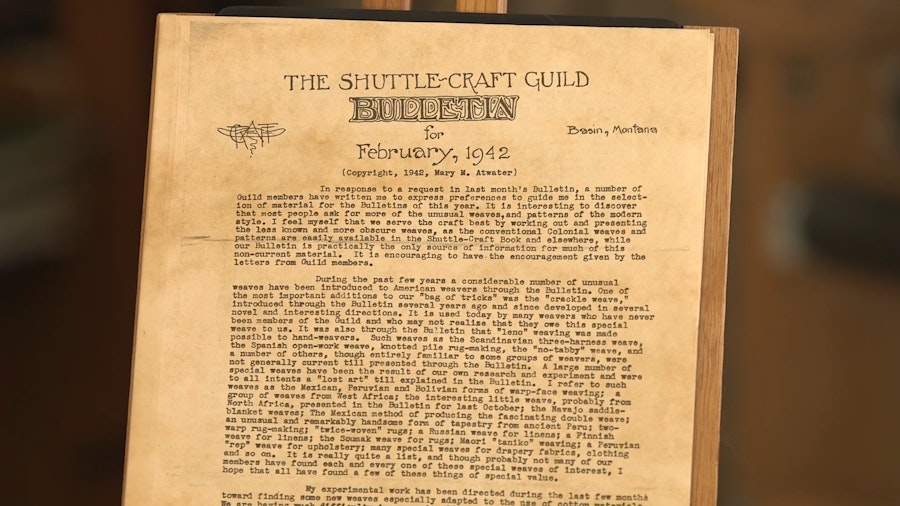 THE SHUTTLE-CRAFT GUILD
BULLETIN
for
Basin, Montana
February, 1942
(Copyright, 1942, Mary M. Atwater)
In response to a request in last month's Bulletin, a number of
Guild members have written me to express preferences to guide me in the select-
ion of material for the Bulletins of this year. It is interesting to discover
that most people ask for more of the unusual weaves,and patterns of the modern
style. I feel myself that we serve the craft best by working out and presenting
the less known and more obscure weaves, as the conventional Colonial weaves and
patterns are easily available in the Shuttle-Craft Book and elsewhere, while
our Bulletin is practically the only source of information for much of this
non-current material. It is encouraging to have the encouragement given by the
letters from Guild members.
During the past few years a considerable number of unusual
weaves have been introduced to American weavers through the Bulletin. One of
the most important additions to our "bag of tricks" was the "crackle weave,"
introduced through the Bulletin several years ago and since developed in several
novel and interesting directions. It is used today by many weavers who have never
been members of the Guild and who may not realize that they owe this special
weave to us. It was also through the Bulletin that "leno" weaving was made
possible to hand-weavers. Such weaves as the Scandinavian three-harness weave,
the Spanish open-work weave, knotted pile rug-making, the "no-tabby" weave, and
a number of others, though entirely familiar to some groups of weavers, were
not generally current till presented through the Bulletin. A large number of
special weaves have been the result of our own research and experiment and were
to all intents a "lost art" till explained in the Bulletin. I refer to such
weaves as the Mexican, Peruvian and Bolivian forms of warp-face weaving; a
group of weaves from West Africa; the interesting little weave, probably from
North Africa, presented in the Bulletin for last October; the Navajo saddle-
blanket weaves; The Mexican method of producing the fascinating double weave;
an unusual and remarkably handsome form of tapestry from ancient Peru; two-
warp rug-making; "twice-woven" rugs; a Russian weave for linens; a Finnish
weave for linens; the Soumak weave for rugs; Maori "taniko" weaving; a Peruvian
"rep" weave for upholstery; many special weaves for drapery fabrics, clothing
and so on. It is really quite a list, and though probably not many of our
members have found each and every one of these special weaves of interest, I
hope that all have found a few of these things of special value.
My experimental work has been directed during the last few months
toward finding some new weaves especially adapted to the use of cotton materials